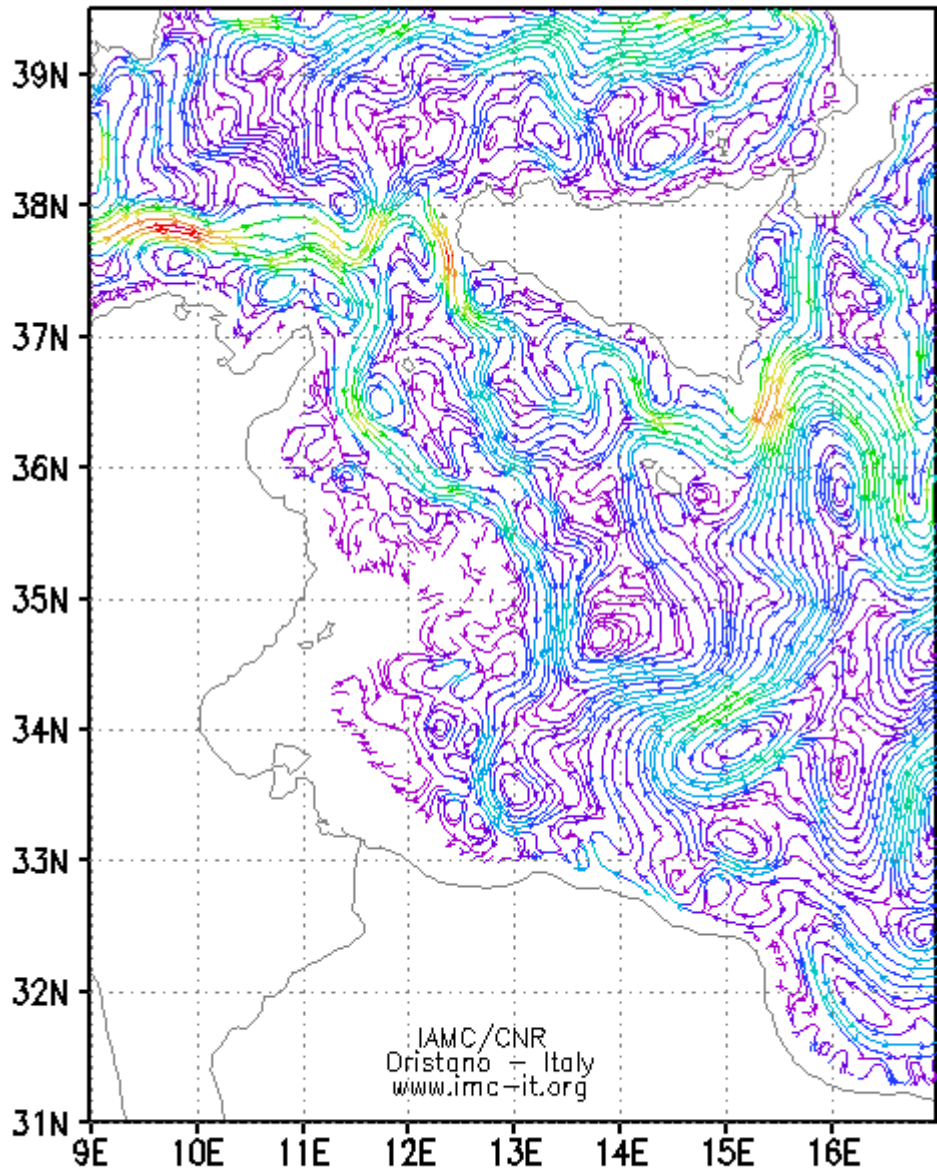 39N
38N
37N
36N
35N
34N
33N
32N
31N
IAMC/CNR
Oristano - Italy
www.imc-it.org
9E 10E 11E 12E 13E 14E 15E 16E